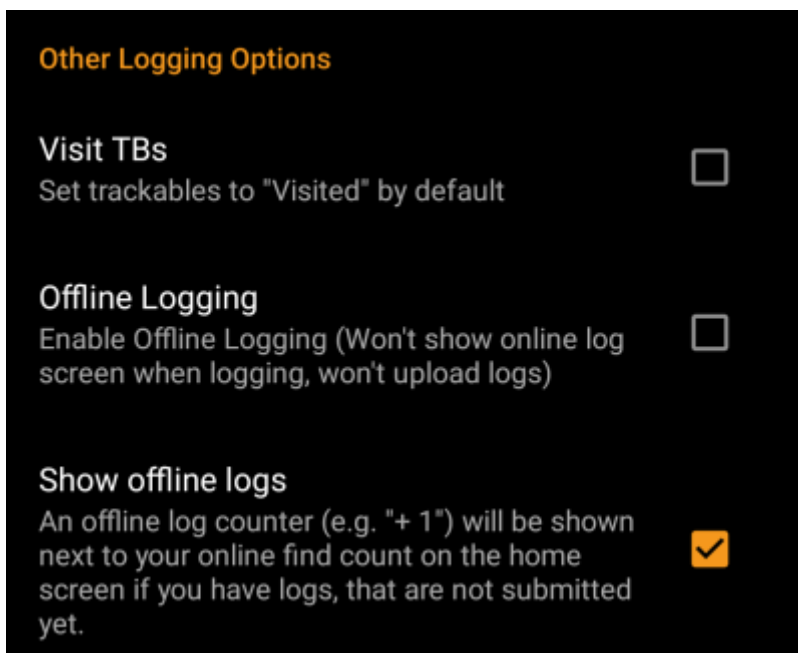 Other Logging Options
Visit TBs
Set trackables to "Visited" by default
Offline Logging
Enable Offline Logging (Won't show online log
screen when logging, won't upload logs)
Show offline logs
An offline log counter (e.g. "+ 1") will be shown
next to your online find count on the home
screen if you have logs, that are not submitted
yet.